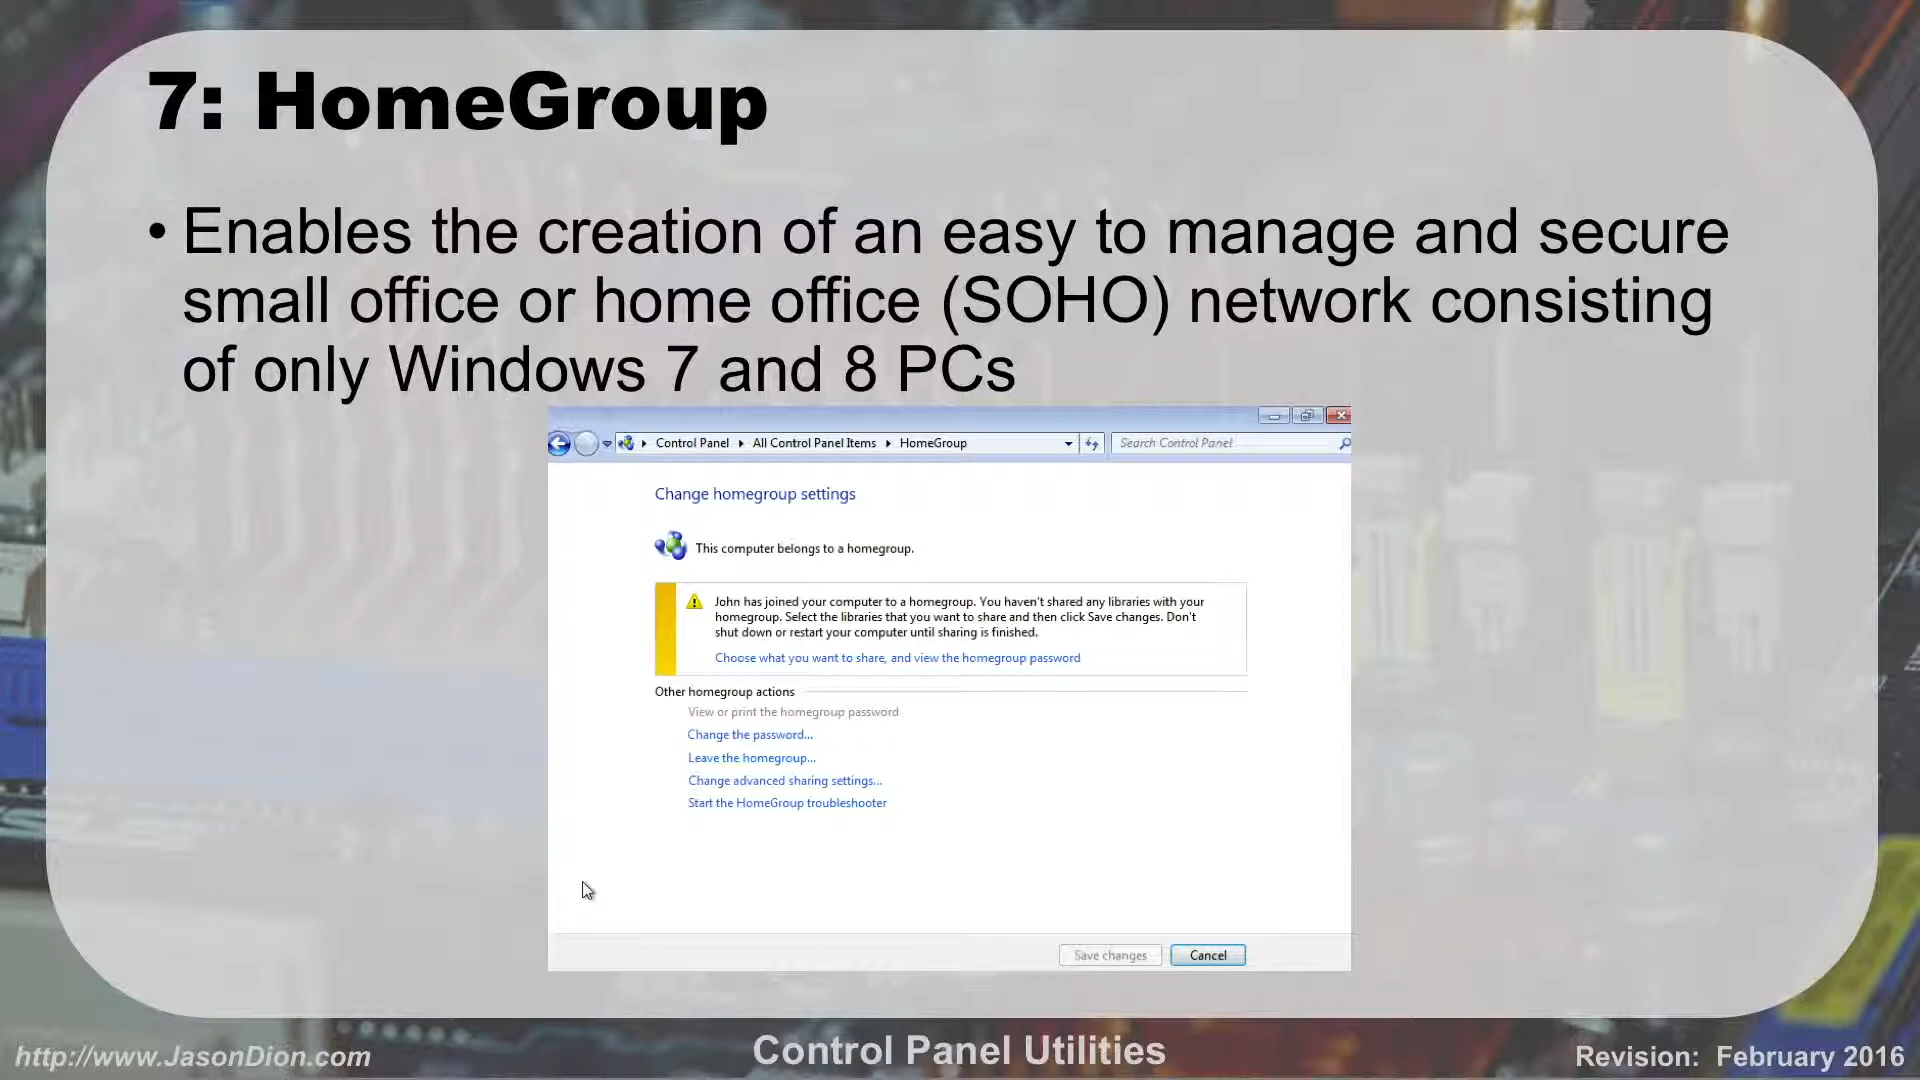 7: HomeGroup
• Enables the creation of an easy to manage and secure
small office or home office (SOHO) network consisting
of only Windows 7 and 8 PCs
Control Panel All Control Panel Items HomeGroup Search Control Panel
Change homegroup settings
This computer belongs to a homegroup.
John has joined your computer to a homegroup. You haven't shared any libraries with your
homegroup. Select the libraries that you want to share and then click Save changes. Don't
shut down or restart your computer until sharing is finished.
Choose what you want to share, and view the homegroup password
Other homegroup actions
View or print the homegroup password
Change the password...
Leave the homegroup...
Change advanced sharing settings...
Start the HomeGroup troubleshooter
Save changes Cancel
http://www.JasonDion.com Control Panel Utilities Revision: February 2016